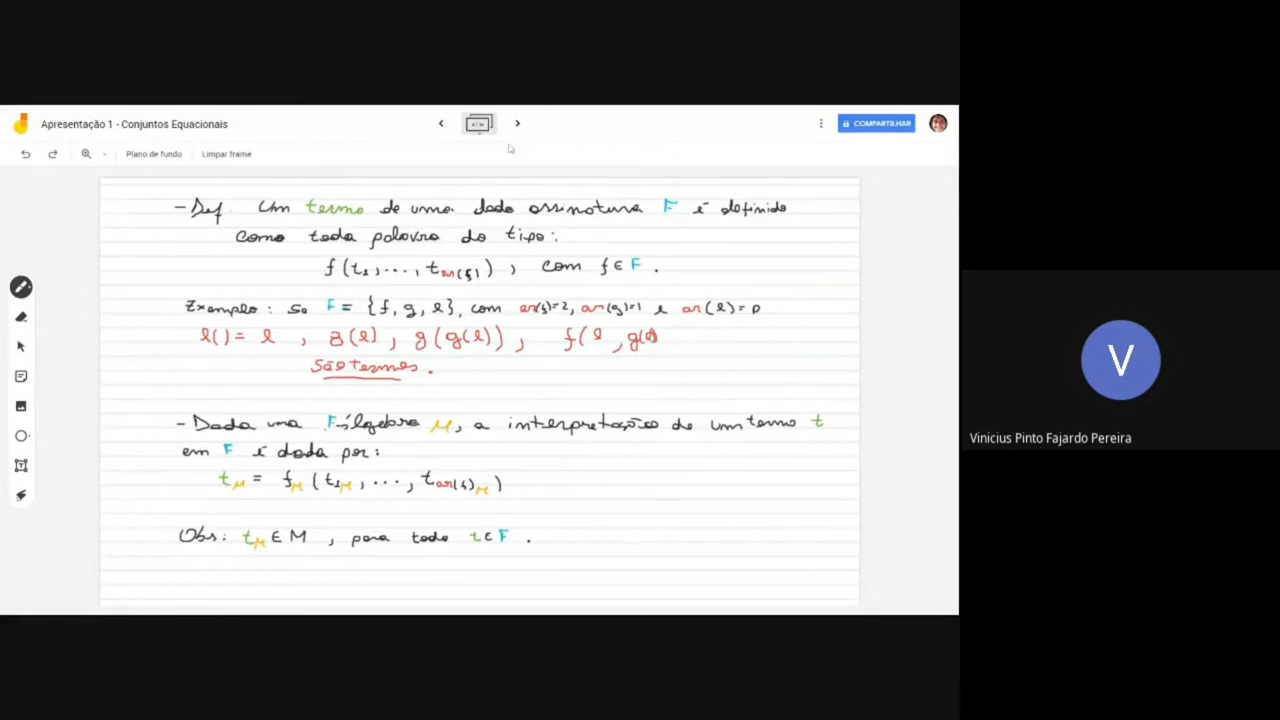 Apresentação 1 - Conjuntos Equacionais
COMPARTILHAR
Plano de fundo Limpar frame
- Def. Um termo de uma dada assinatura F é definido
como toda palavra do tipo:
f(t₁, ..., t_ar(f)), com f ∈ F.
Exemplo: Se F = {f, g, l}, com ar(f)=2, ar(g)=1 e ar(l)=0
l() = l, g(l), g(g(l)), f(l, g(l))
são termos.
- Dada uma F-álgebra M, a interpretação de um termo t
em F é dada por:
t_M = f_M(t₁_M, ..., t_ar(f)_M)
Obs: t_M ∈ M, para todo t ∈ F.
V
Vinicius Pinto Fajardo Pereira